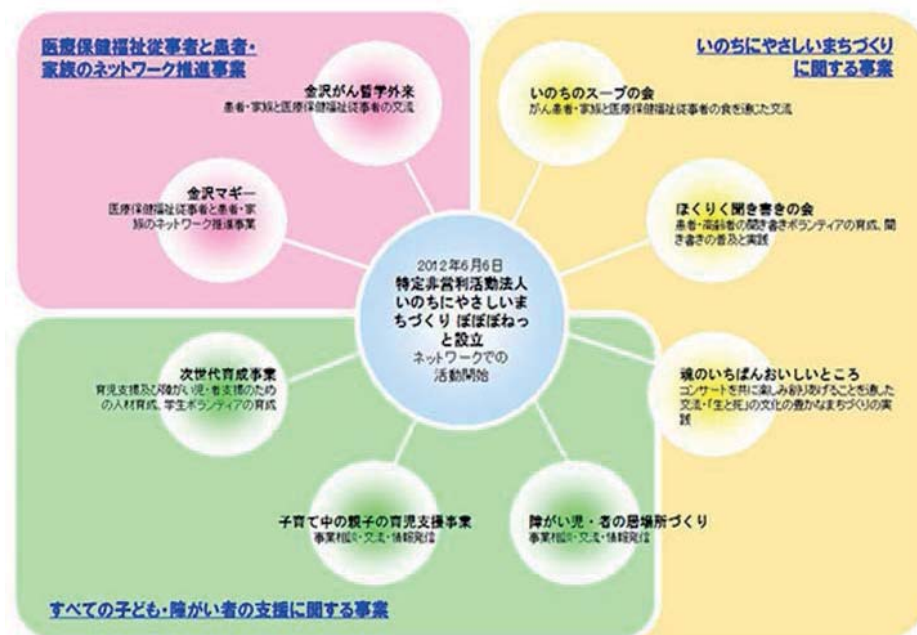 医療保健福祉従事者と患者・
家族のネットワーク推進事業
金沢がん哲学外来
患者・家族と医療保健福祉従事者の交流
金沢マギー
医療保健福祉従事者と患者・家
族のネットワーク推進事業
いのちにやさしいまちづくり
に関する事業
いのちのスープの会
がん患者・家族と医療保健福祉従事者の食を通じた交流
ほくりく聞き書きの会
患者・高齢者の聞き書きボランティアの育成、聞
き書きの普及と実践
魂のいちばんおいしいところ
コンサートを共に楽しみ創りあげることを通した
交流・「生と死」の文化の豊かなまちづくりの実
践
2012年6月6日
特定非営利活動法人
いのちにやさしいま
ちづくり ぽぽぽねっ
と設立
ネットワークでの
活動開始
次世代育成事業
育児支援及び障がい児・者支援のため
の人材育成、学生ボランティアの育成
子育て中の親子の育児支援事業
事業相談・交流・情報発信
障がい児・者の居場所づくり
事業相談・交流・情報発信
すべての子ども・障がい者の支援に関する事業